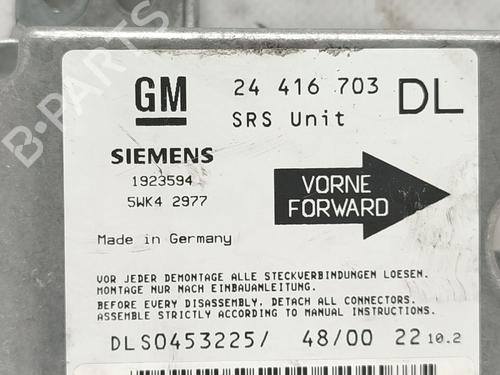 GM
24 416 703 DL
SRS Unit
SIEMENS
1923594
5WK4 2977
VORNE
FORWARD
Made in Germany
VOR JEDER DEMONTAGE ALLE STECKVERBINDUNGEN LOESEN.
MONTAGE NUR NACH EINBAUANLEITUNG.
BEFORE EVERY DISASSEMBLY, DETACH ALL CONNECTORS.
ASSEMBLE STRICTLY ACCORDING TO MANUAL INSTRUCTIONS.
DLS0453225/ 48/00 22 10.2
B-PARTS